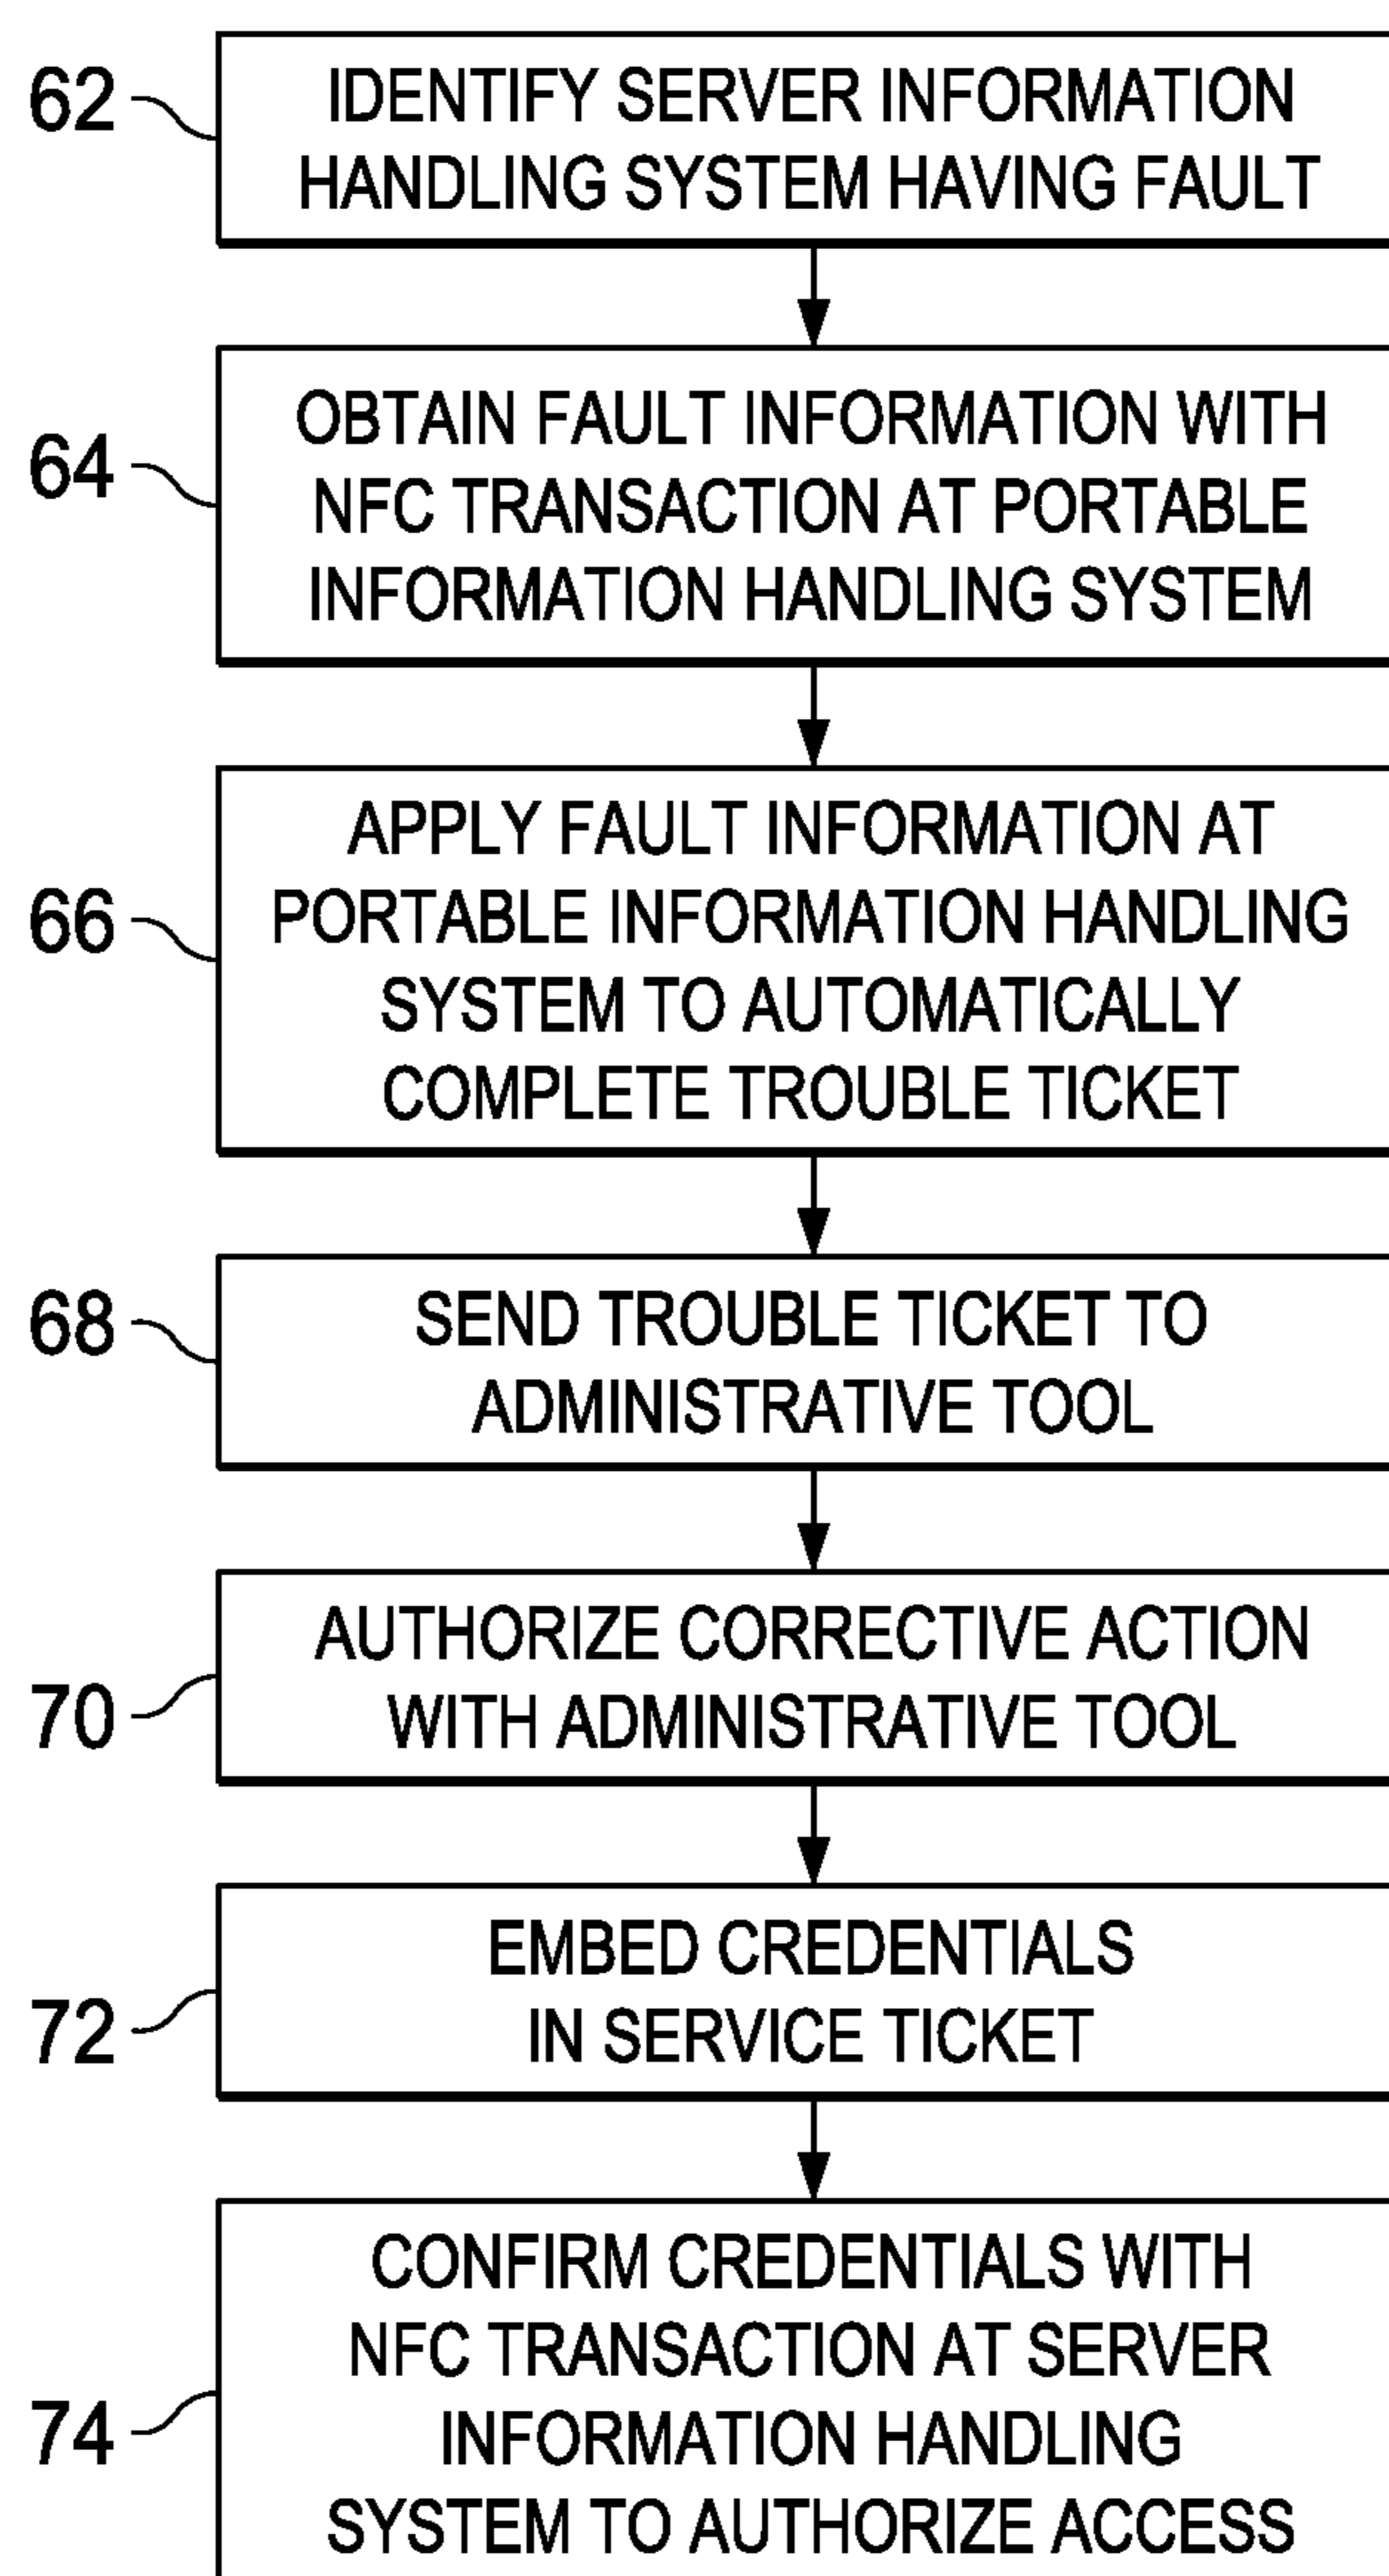 62
IDENTIFY SERVER INFORMATION
HANDLING SYSTEM HAVING FAULT
64
OBTAIN FAULT INFORMATION WITH
NFC TRANSACTION AT PORTABLE
INFORMATION HANDLING SYSTEM
66
APPLY FAULT INFORMATION AT
PORTABLE INFORMATION HANDLING
SYSTEM TO AUTOMATICALLY
COMPLETE TROUBLE TICKET
68
SEND TROUBLE TICKET TO
ADMINISTRATIVE TOOL
70
AUTHORIZE CORRECTIVE ACTION
WITH ADMINISTRATIVE TOOL
72
EMBED CREDENTIALS
IN SERVICE TICKET
74
CONFIRM CREDENTIALS WITH
NFC TRANSACTION AT SERVER
INFORMATION HANDLING
SYSTEM TO AUTHORIZE ACCESS